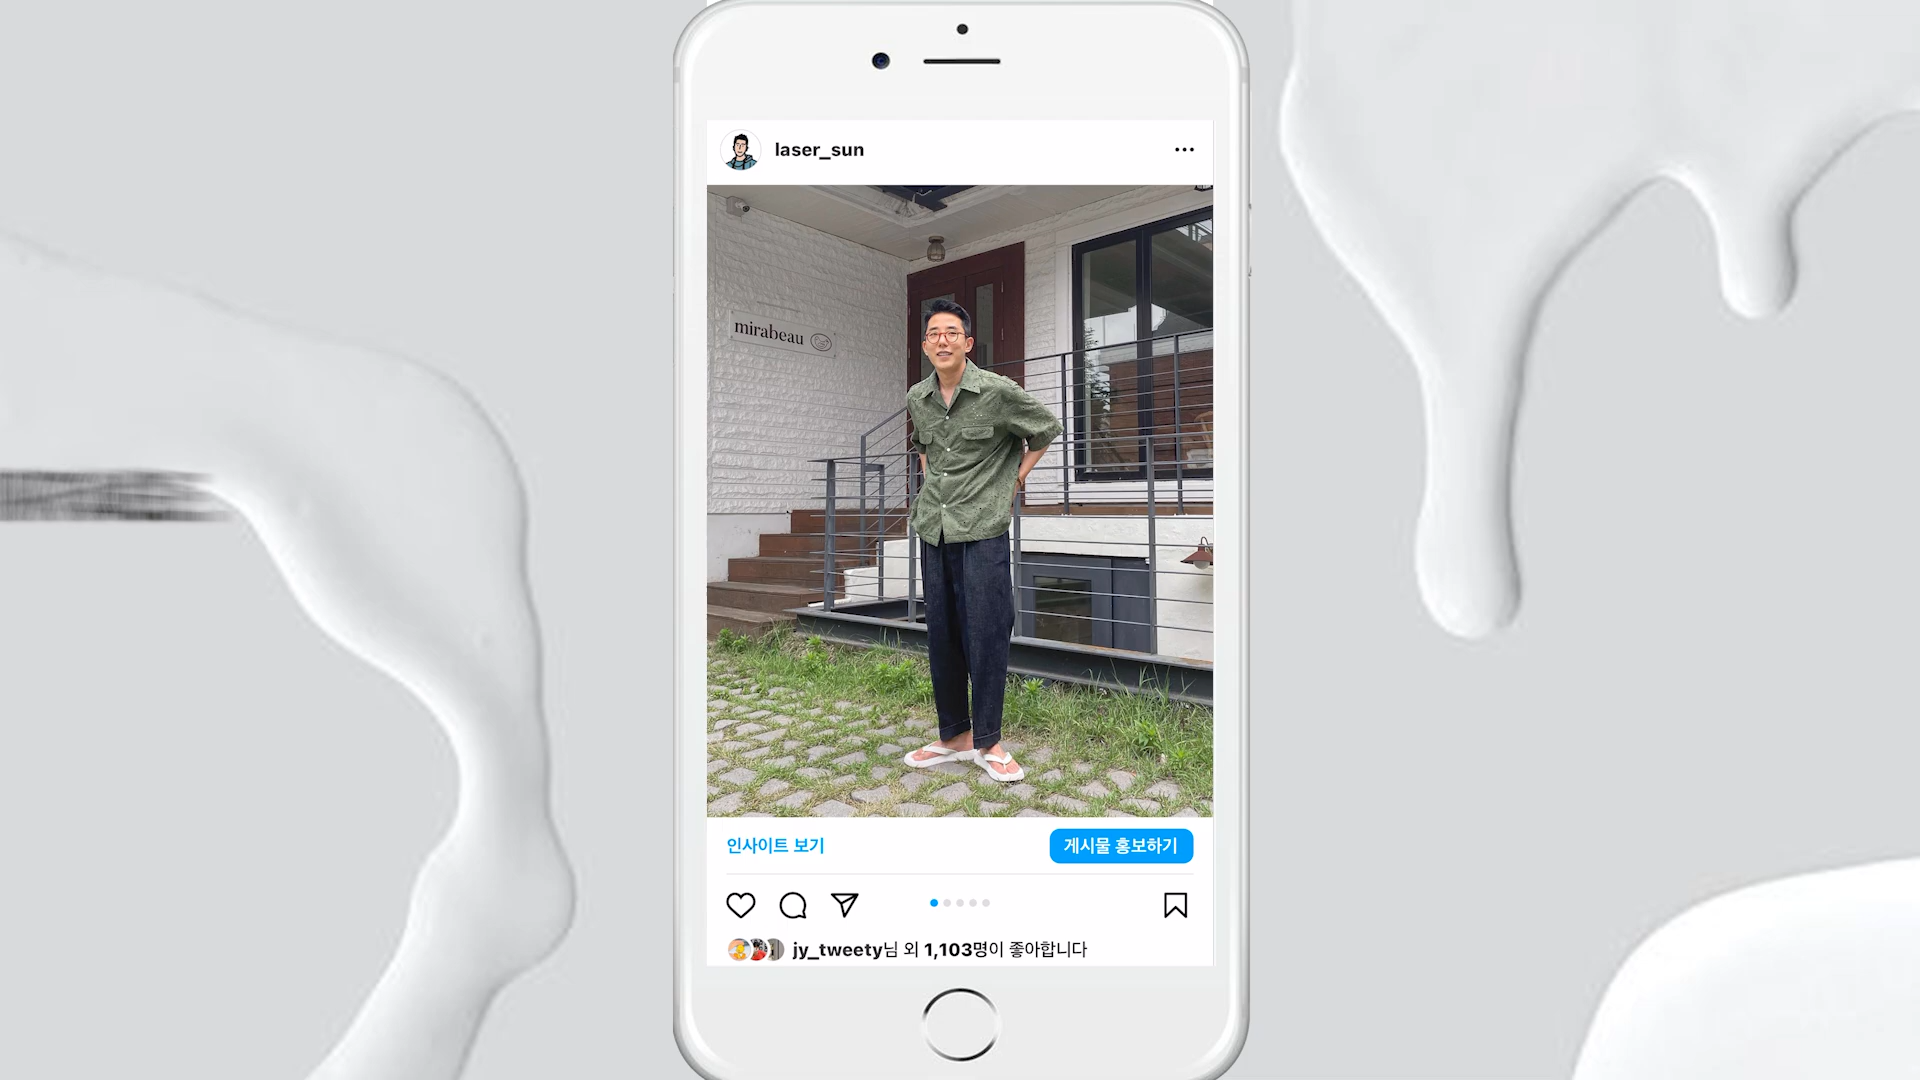 laser_sun
mirabeau
인사이트 보기
게시물 홍보하기
jy_tweety님 외 1,103명이 좋아합니다